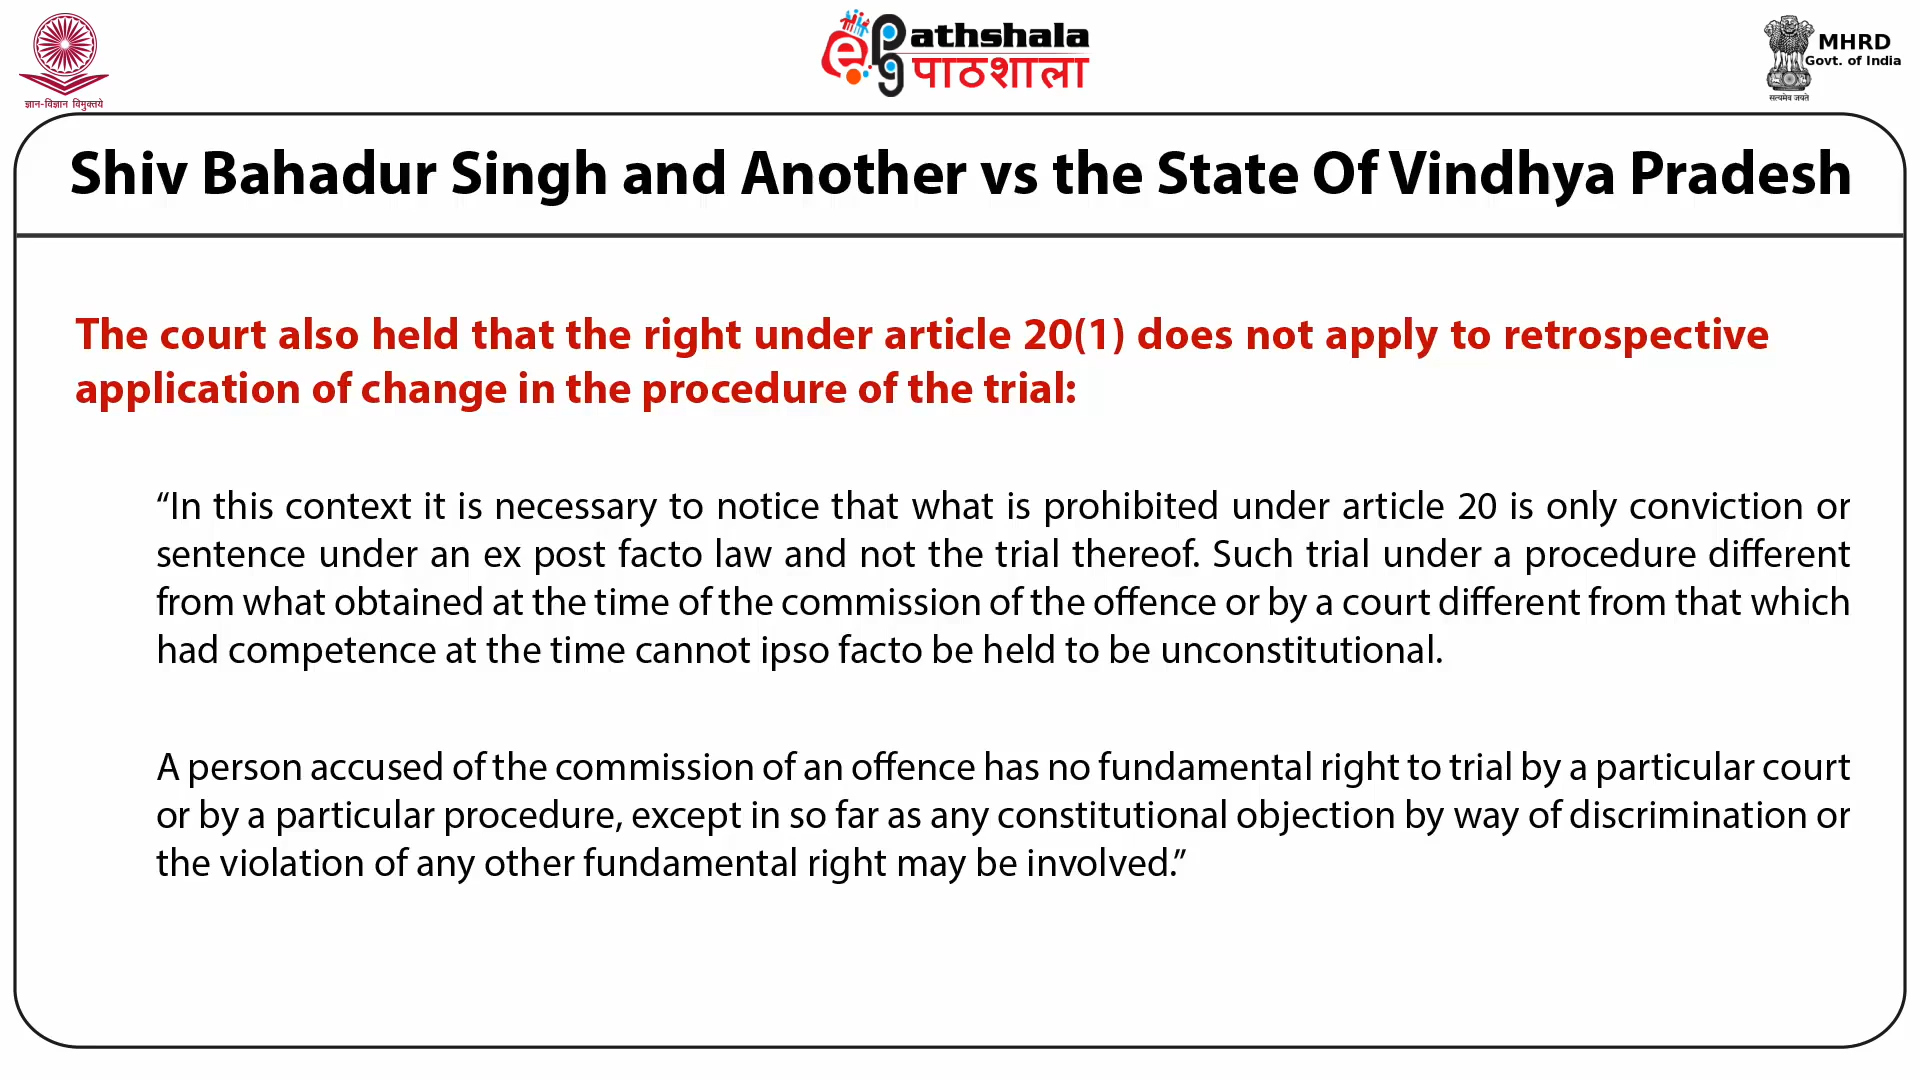 ज्ञान-विज्ञान विमुक्तये
e PG athshala
पाठशाला
MHRD
Govt. of India
सत्यमेव जयते
Shiv Bahadur Singh and Another vs the State Of Vindhya Pradesh
The court also held that the right under article 20(1) does not apply to retrospective
application of change in the procedure of the trial:
“In this context it is necessary to notice that what is prohibited under article 20 is only conviction or
sentence under an ex post facto law and not the trial thereof. Such trial under a procedure different
from what obtained at the time of the commission of the offence or by a court different from that which
had competence at the time cannot ipso facto be held to be unconstitutional.
A person accused of the commission of an offence has no fundamental right to trial by a particular court
or by a particular procedure, except in so far as any constitutional objection by way of discrimination or
the violation of any other fundamental right may be involved.”